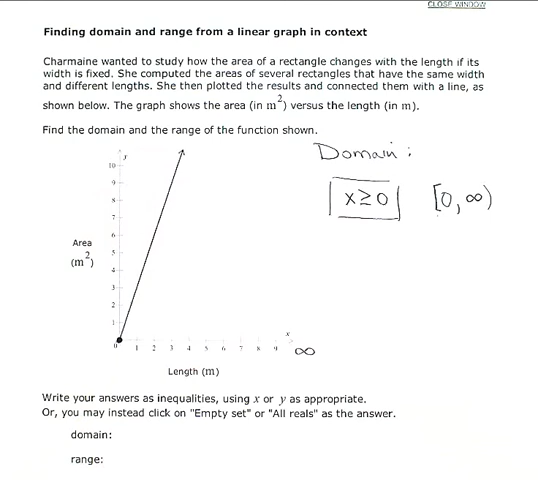 CLOSE WINDOW
Finding domain and range from a linear graph in context
Charmaine wanted to study how the area of a rectangle changes with the length if its
width is fixed. She computed the areas of several rectangles that have the same width
and different lengths. She then plotted the results and connected them with a line, as
shown below. The graph shows the area (in m²) versus the length (in m).
Find the domain and the range of the function shown.
Domain :
x≥0 [0,∞)
y
10
9
8
7
6
5
4
3
2
1
Area
(m²)
x
0 1 2 3 4 5 6 7 8 9 ∞
Length (m)
Write your answers as inequalities, using x or y as appropriate.
Or, you may instead click on "Empty set" or "All reals" as the answer.
domain:
range: